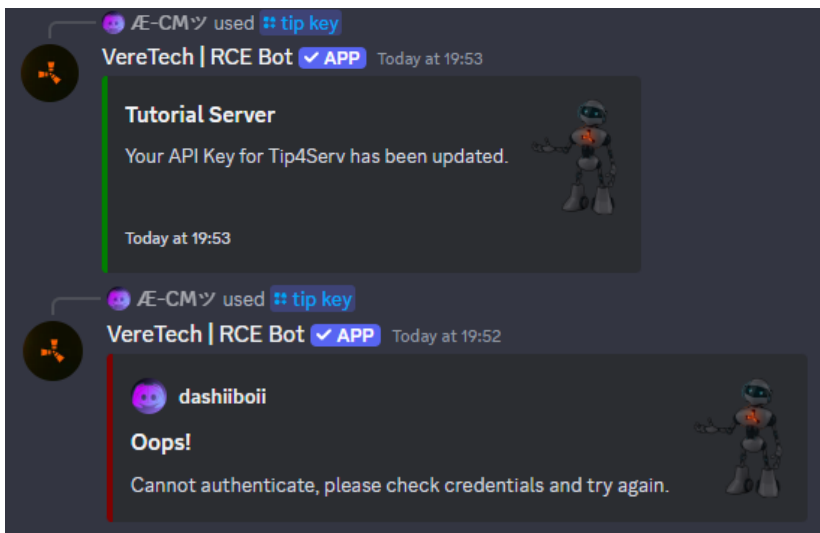 Æ-CMツ used tip key
VereTech | RCE Bot ✓ APP Today at 19:53
Tutorial Server
Your API Key for Tip4Serv has been updated.
Today at 19:53
Æ-CMツ used tip key
VereTech | RCE Bot ✓ APP Today at 19:52
dashiiboii
Oops!
Cannot authenticate, please check credentials and try again.